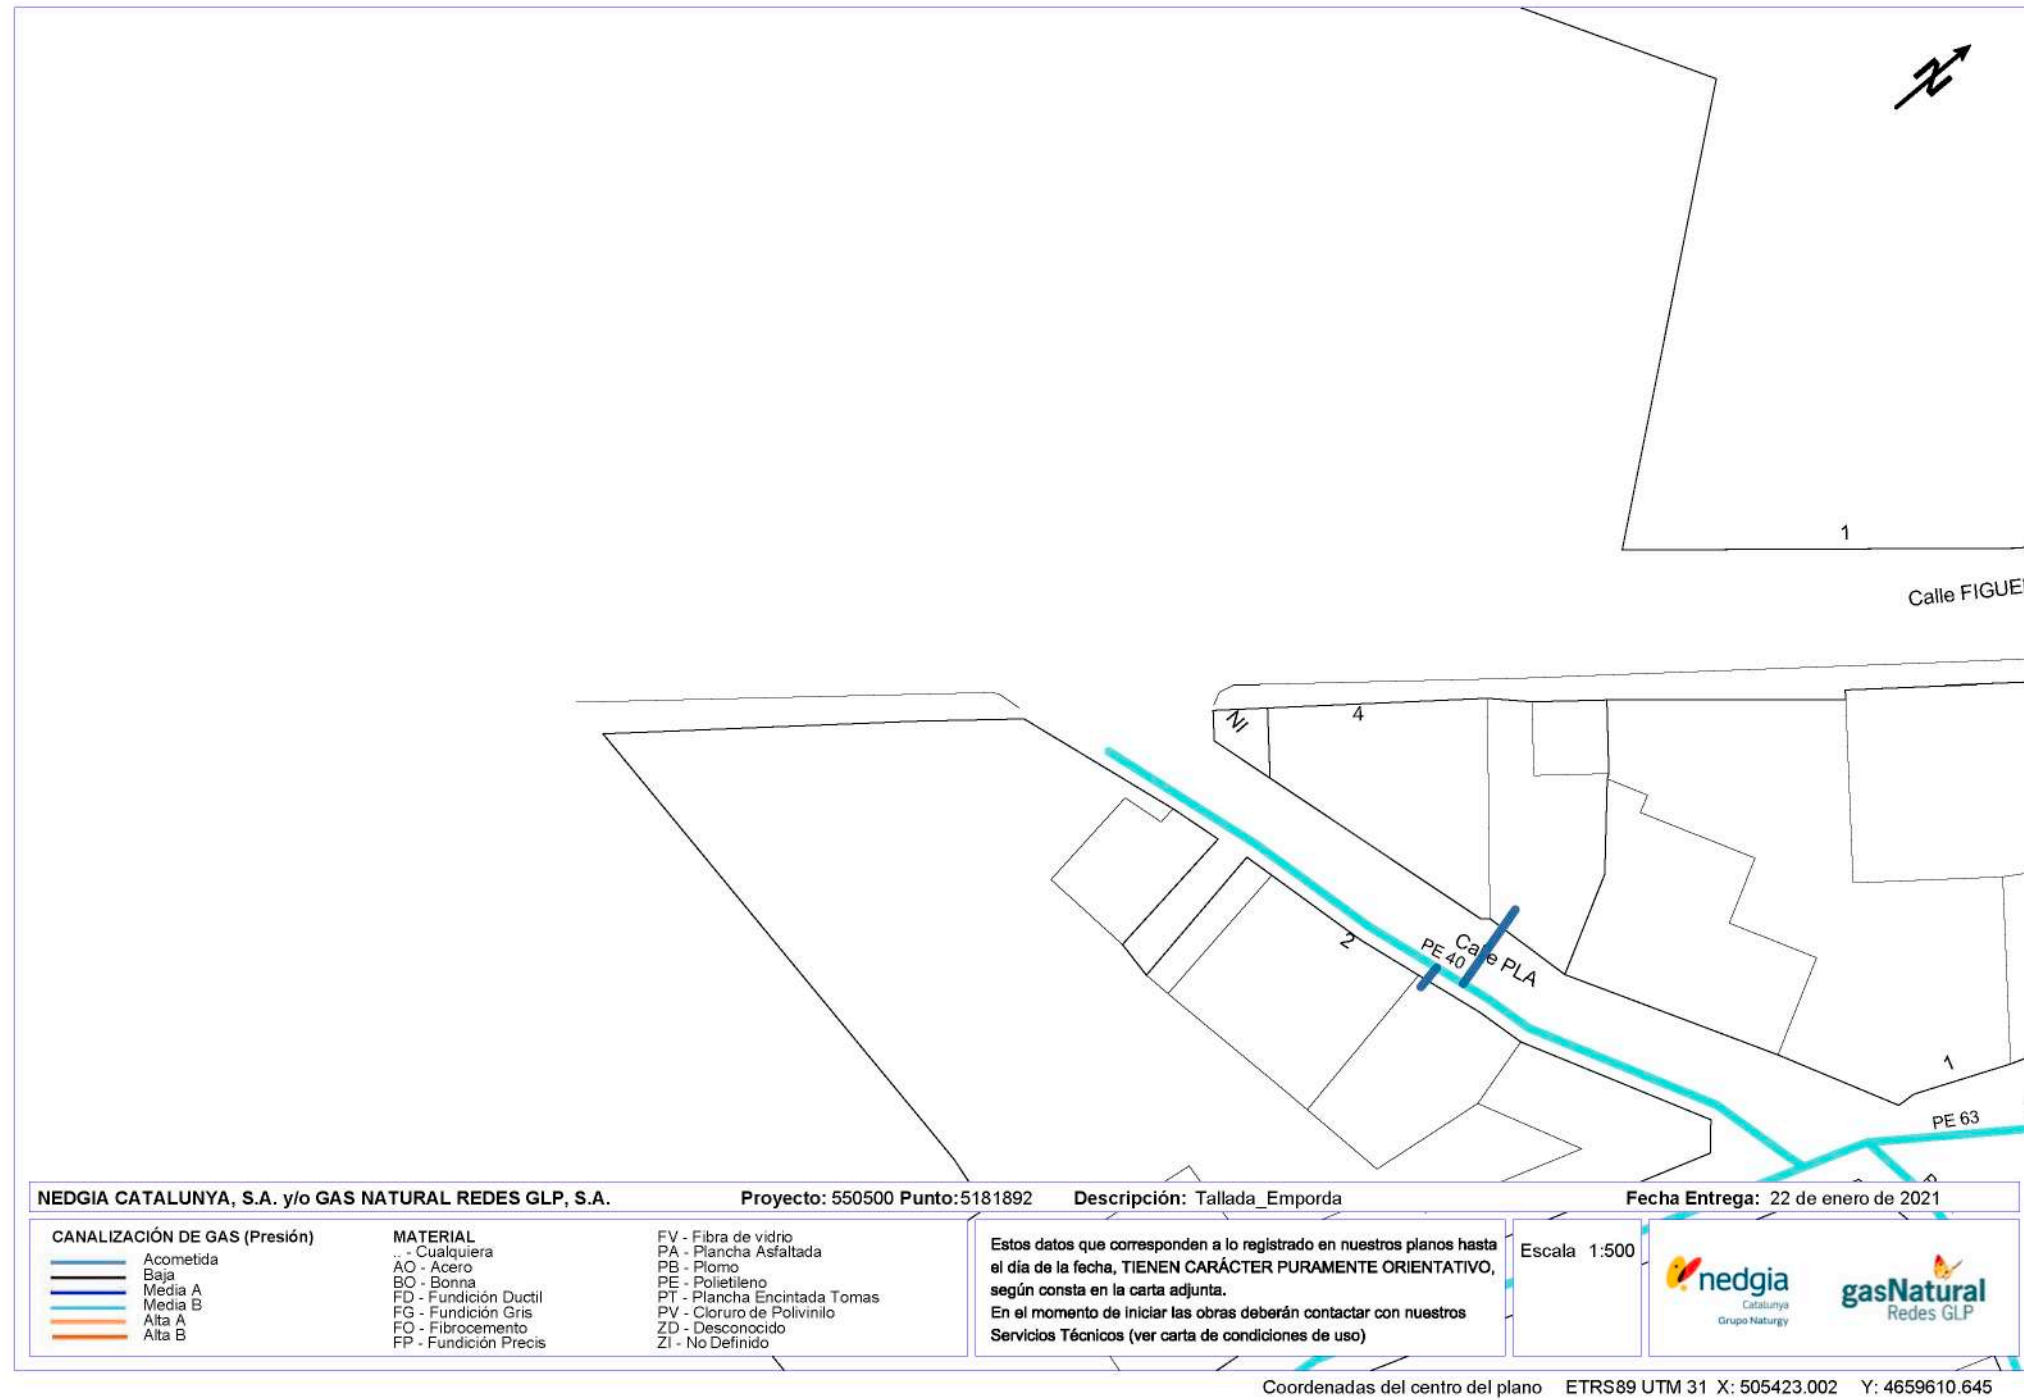 N
1
Calle FIGUE
NI
4
2
PE 40
Calle PLA
1
PE 63
NEDGIA CATALUNYA, S.A. y/o GAS NATURAL REDES GLP, S.A.
Proyecto: 550500 Punto:5181892
Descripción: Tallada_Emporda
Fecha Entrega: 22 de enero de 2021
CANALIZACIÓN DE GAS (Presión)
Acometida
Baja
Media A
Media B
Alta A
Alta B
MATERIAL
.. - Cualquiera
AO - Acero
BO - Bonna
FD - Fundición Ductil
FG - Fundición Gris
FO - Fibrocemento
FP - Fundición Precis
FV - Fibra de vidrio
PA - Plancha Asfaltada
PB - Plomo
PE - Polietileno
PT - Plancha Encintada Tomas
PV - Cloruro de Polivinilo
ZD - Desconocido
ZI - No Definido
Estos datos que corresponden a lo registrado en nuestros planos hasta
el día de la fecha, TIENEN CARÁCTER PURAMENTE ORIENTATIVO,
según consta en la carta adjunta.
En el momento de iniciar las obras deberán contactar con nuestros
Servicios Técnicos (ver carta de condiciones de uso)
Escala 1:500
nedgia
Catalunya
Grupo Naturgy
gasNatural
Redes GLP
Coordenadas del centro del plano ETRS89 UTM 31 X: 505423.002 Y: 4659610.645